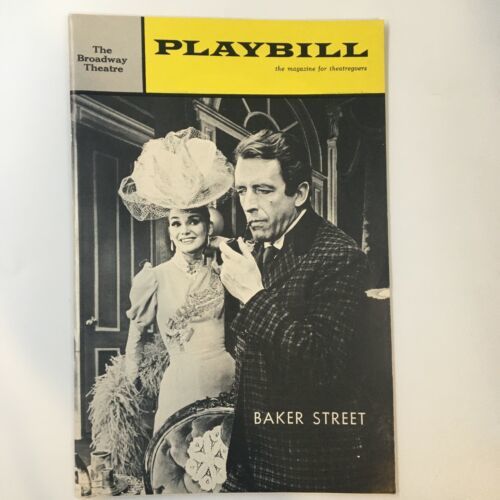 The
Broadway
Theatre
PLAYBILL
the magazine for theatregoers
BAKER STREET